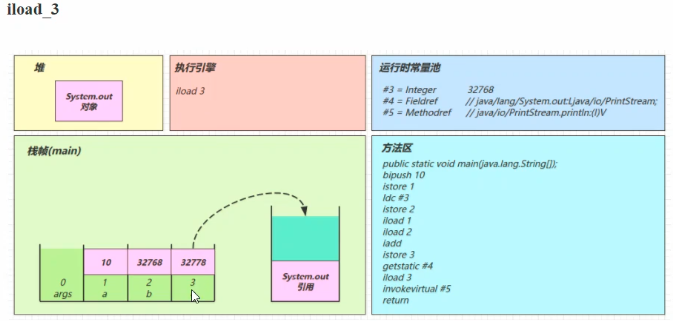 iload_3
堆
System.out
对象
执行引擎
iload 3
运行时常量池
#3 = Integer 32768
#4 = Fieldref // java/lang/System.out:Ljava/io/PrintStream;
#5 = Methodref // java/io/PrintStream.println:(I)V
栈帧(main)
10 32768 32778
0 1 2 3
args a b
System.out
引用
方法区
public static void main(java.lang.String[]);
bipush 10
istore 1
ldc #3
istore 2
iload 1
iload 2
iadd
istore 3
getstatic #4
iload 3
invokevirtual #5
return